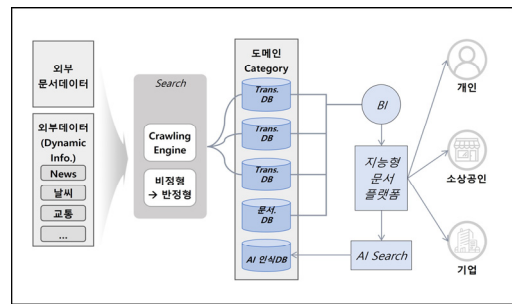 외부
문서데이터
외부데이터
(Dynamic
Info.)
News
날씨
교통
...
Search
Crawling
Engine
비정형
→ 반정형
도메인
Category
Trans.
DB
Trans.
DB
Trans.
DB
문서.
DB
AI 인식DB
BI
지능형
문서
플랫폼
AI Search
개인
소상공인
기업